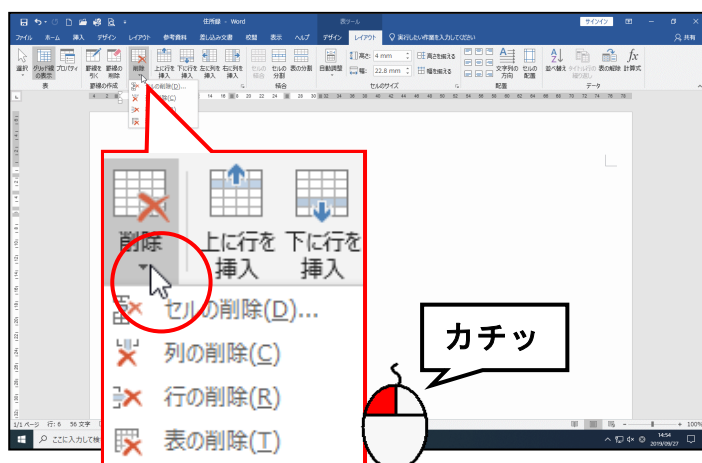 住所録 - Word
表ツール
サインイン
ファイル ホーム 挿入 デザイン レイアウト 参考資料 差し込み文書 校閲 表示 ヘルプ デザイン レイアウト 実行したい作業を入力してください 共有
選択 グリッド線の表示 プロパティ 罫線を引く 罫線の削除 削除 上に行を挿入 下に行を挿入 左に列を挿入 右に列を挿入 セルの結合 セルの分割 表の分割 自動調整 高さ: 4 mm 高さを揃える 文字列の方向 セルの配置 並べ替え 表の解除 計算式
幅: 22.8 mm 幅を揃える
表 罫線の作成 結合 セルのサイズ 配置 データ
削除 上に行を挿入 下に行を挿入
セルの削除(D)...
列の削除(C)
行の削除(R)
表の削除(T)
カチッ
1/1 ページ 行: 6 56 文字
100%
ここに入力して検
14:54
2019/09/27